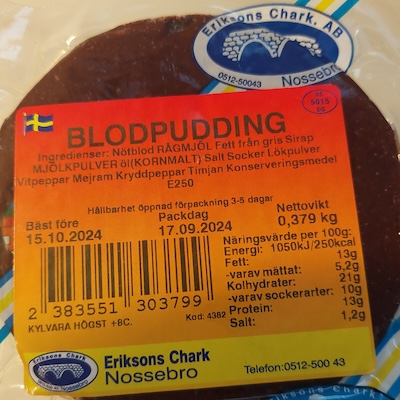 Eriksons Chark. AB
0512-50043
Nossebro
SE
5015
EG
BLODPUDDING
Ingredienser: Nötblod RÅGMJÖL Fett från gris Sirap
MJÖLKPULVER öl(KORNMALT) Salt Socker Lökpulver
Vitpeppar Mejram Kryddpeppar Timjan Konserveringsmedel
E250
Hållbarhet öppnad förpackning 3-5 dagar
Bäst före Packdag Nettovikt
15.10.2024 17.09.2024 0,379 kg
Näringsvärde per 100g:
Energi: 1050kJ/250kcal
Fett: 13g
-varav mättat: 5,2g
Kolhydrater: 21g
-varav sockerarter: 10g
Protein: 13g
Salt: 1,2g
2 383551 303799
Kod: 4382
KYLVARA HÖGST +8C.
Eriksons Chark
Nossebro
Telefon:0512-500 43
Eriksons Chark